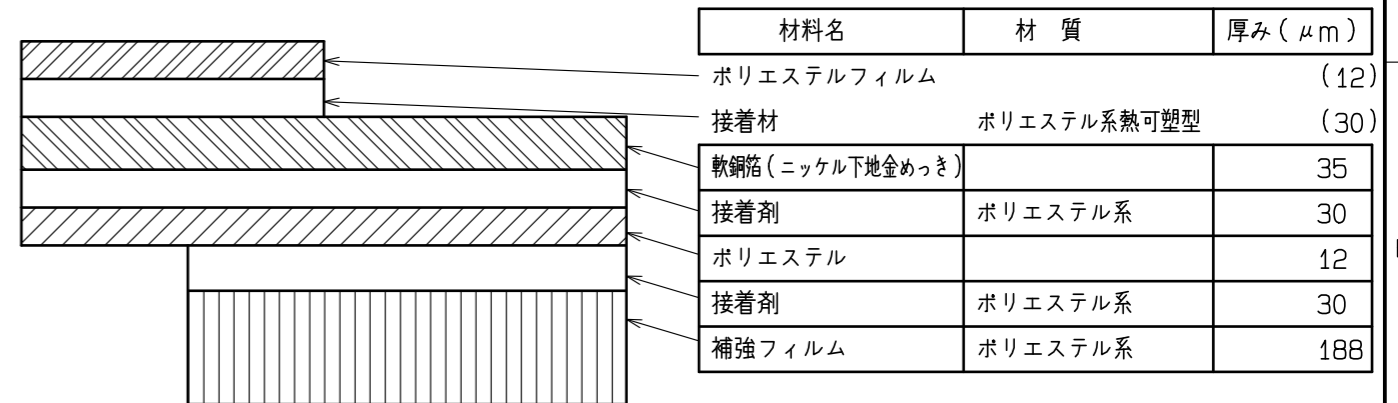 材料名 材 質 厚み(μm)
ポリエステルフィルム (12)
接着材 ポリエステル系熱可塑型 (30)
軟銅箔(ニッケル下地金めっき) 35
接着剤 ポリエステル系 30
ポリエステル 12
接着剤 ポリエステル系 30
補強フィルム ポリエステル系 188